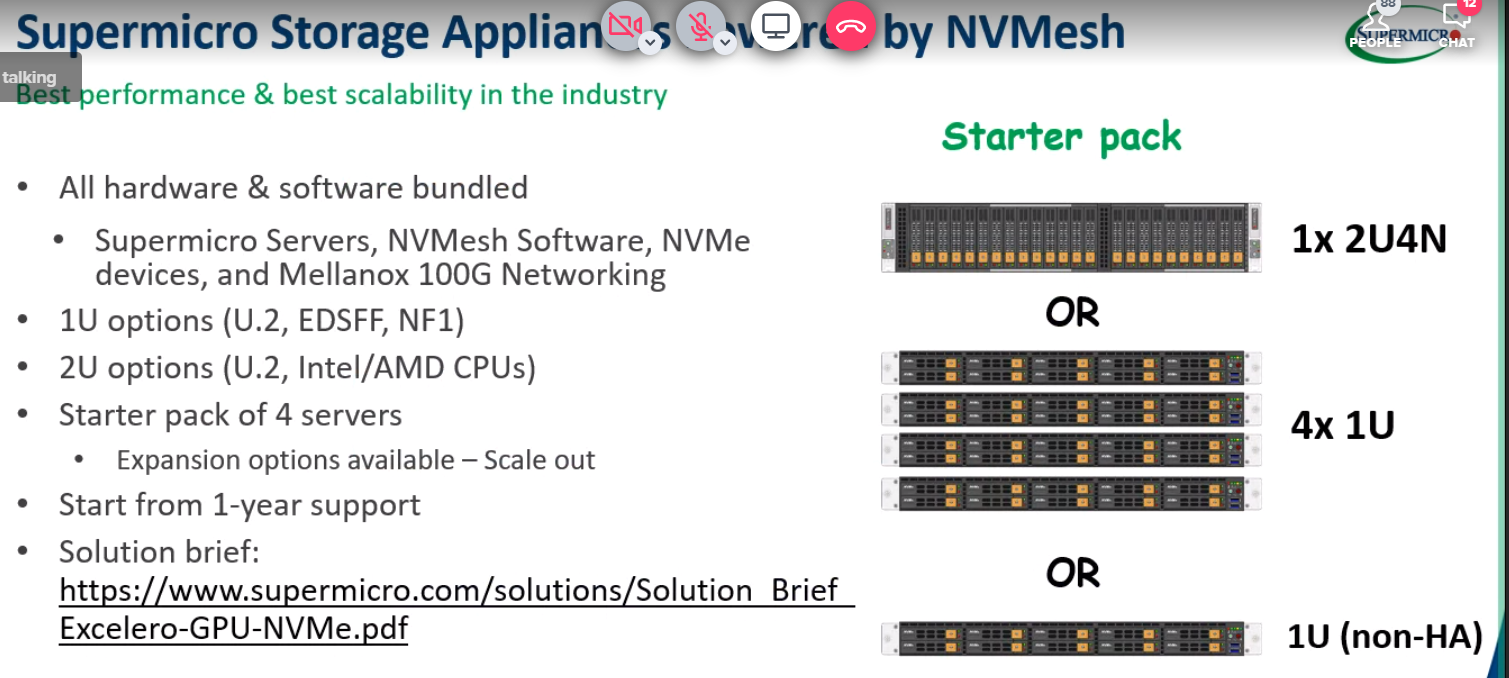 Supermicro Storage Applian s wered by NVMesh
88
12
PEOPLE
CHAT
SUPERMICR
talking
Best performance & best scalability in the industry
Starter pack
• All hardware & software bundled
• Supermicro Servers, NVMesh Software, NVMe
devices, and Mellanox 100G Networking
• 1U options (U.2, EDSFF, NF1)
• 2U options (U.2, Intel/AMD CPUs)
• Starter pack of 4 servers
• Expansion options available – Scale out
• Start from 1-year support
• Solution brief:
https://www.supermicro.com/solutions/Solution_Brief_
Excelero-GPU-NVMe.pdf
1x 2U4N
OR
4x 1U
OR
1U (non-HA)